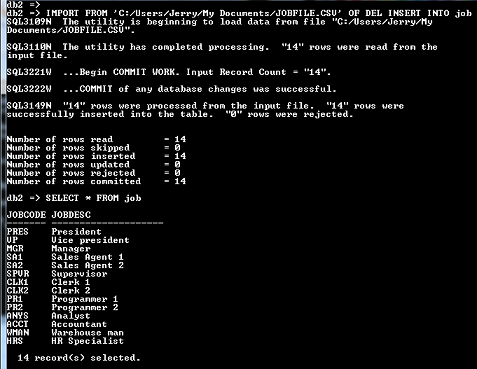 db2 =>
db2 => IMPORT FROM 'C:/Users/Jerry/My Documents/JOBFILE.CSV' OF DEL INSERT INTO job
SQL3109N  The utility is beginning to load data from file "C:/Users/Jerry/My
Documents/JOBFILE.CSV".
SQL3110N  The utility has completed processing.  "14" rows were read from the
input file.
SQL3221W  ...Begin COMMIT WORK. Input Record Count = "14".
SQL3222W  ...COMMIT of any database changes was successful.
SQL3149N  "14" rows were processed from the input file.  "14" rows were
successfully inserted into the table.  "0" rows were rejected.
Number of rows read         = 14
Number of rows skipped      = 0
Number of rows inserted     = 14
Number of rows updated      = 0
Number of rows rejected     = 0
Number of rows committed    = 14
db2 => SELECT * FROM job
JOBCODE JOBDESC
------- --------------------
PRES    President
VP      Vice president
MGR     Manager
SA1     Sales Agent 1
SA2     Sales Agent 2
SPVR    Supervisor
CLK1    Clerk 1
CLK2    Clerk 2
PR1     Programmer 1
PR2     Programmer 2
ANYS    Analyst
ACCT    Accountant
WMAN    Warehouse man
HRS     HR Specialist
14 record(s) selected.